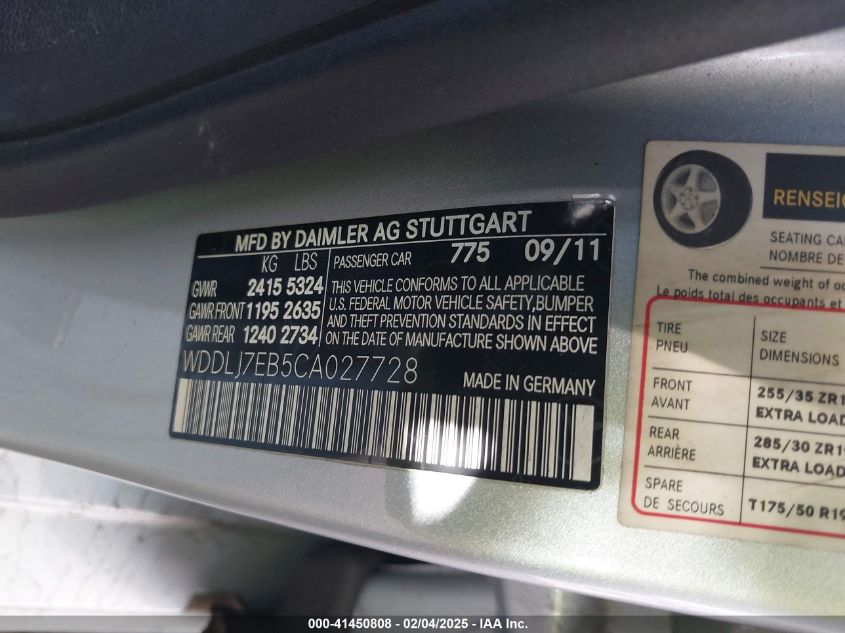 MFD BY DAIMLER AG STUTTGART
KG LBS
GVWR 2415 5324
GAWR FRONT 1195 2635
GAWR REAR 1240 2734
PASSENGER CAR 775 09/11
THIS VEHICLE CONFORMS TO ALL APPLICABLE
U.S. FEDERAL MOTOR VEHICLE SAFETY, BUMPER
AND THEFT PREVENTION STANDARDS IN EFFECT
ON THE DATE OF MANUFACTURE SHOWN ABOVE
WDDLJ7EB5CA027728
MADE IN GERMANY
RENSEIG
SEATING CA
NOMBRE DE
The combined weight of oc
Le poids total des occupants et
TIRE
PNEU
SIZE
DIMENSIONS
FRONT
AVANT
255/35 ZR1
EXTRA LOAD
REAR
ARRIÈRE
285/30 ZR19
EXTRA LOAD
SPARE
DE SECOURS
T175/50 R19
000-41450808 - 02/04/2025 - IAA Inc.